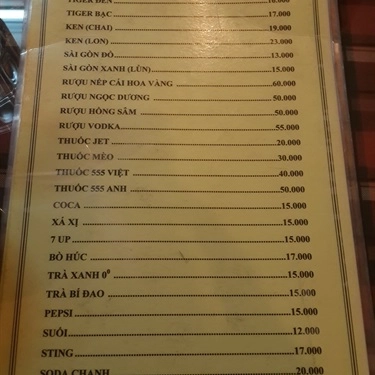 TIGER ĐEN 16.000
TIGER BẠC 17.000
KEN (CHAI) 19.000
KEN (LON) 23.000
SÀI GÒN ĐỎ 13.000
SÀI GÒN XANH (LÙN) 15.000
RƯỢU NẾP CÁI HOA VÀNG 60.000
RƯỢU NGỌC DƯƠNG 50.000
RƯỢU HỒNG SÂM 50.000
RƯỢU VODKA 55.000
THUỐC JET 20.000
THUỐC MÈO 30.000
THUỐC 555 VIỆT 40.000
THUỐC 555 ANH 50.000
COCA 15.000
XÁ XỊ 15.000
7 UP 15.000
BÒ HÚC 17.000
TRÀ XANH 0⁰ 15.000
TRÀ BÍ ĐAO 15.000
PEPSI 15.000
SUỐI 12.000
STING 17.000
SODA CHANH 20.000